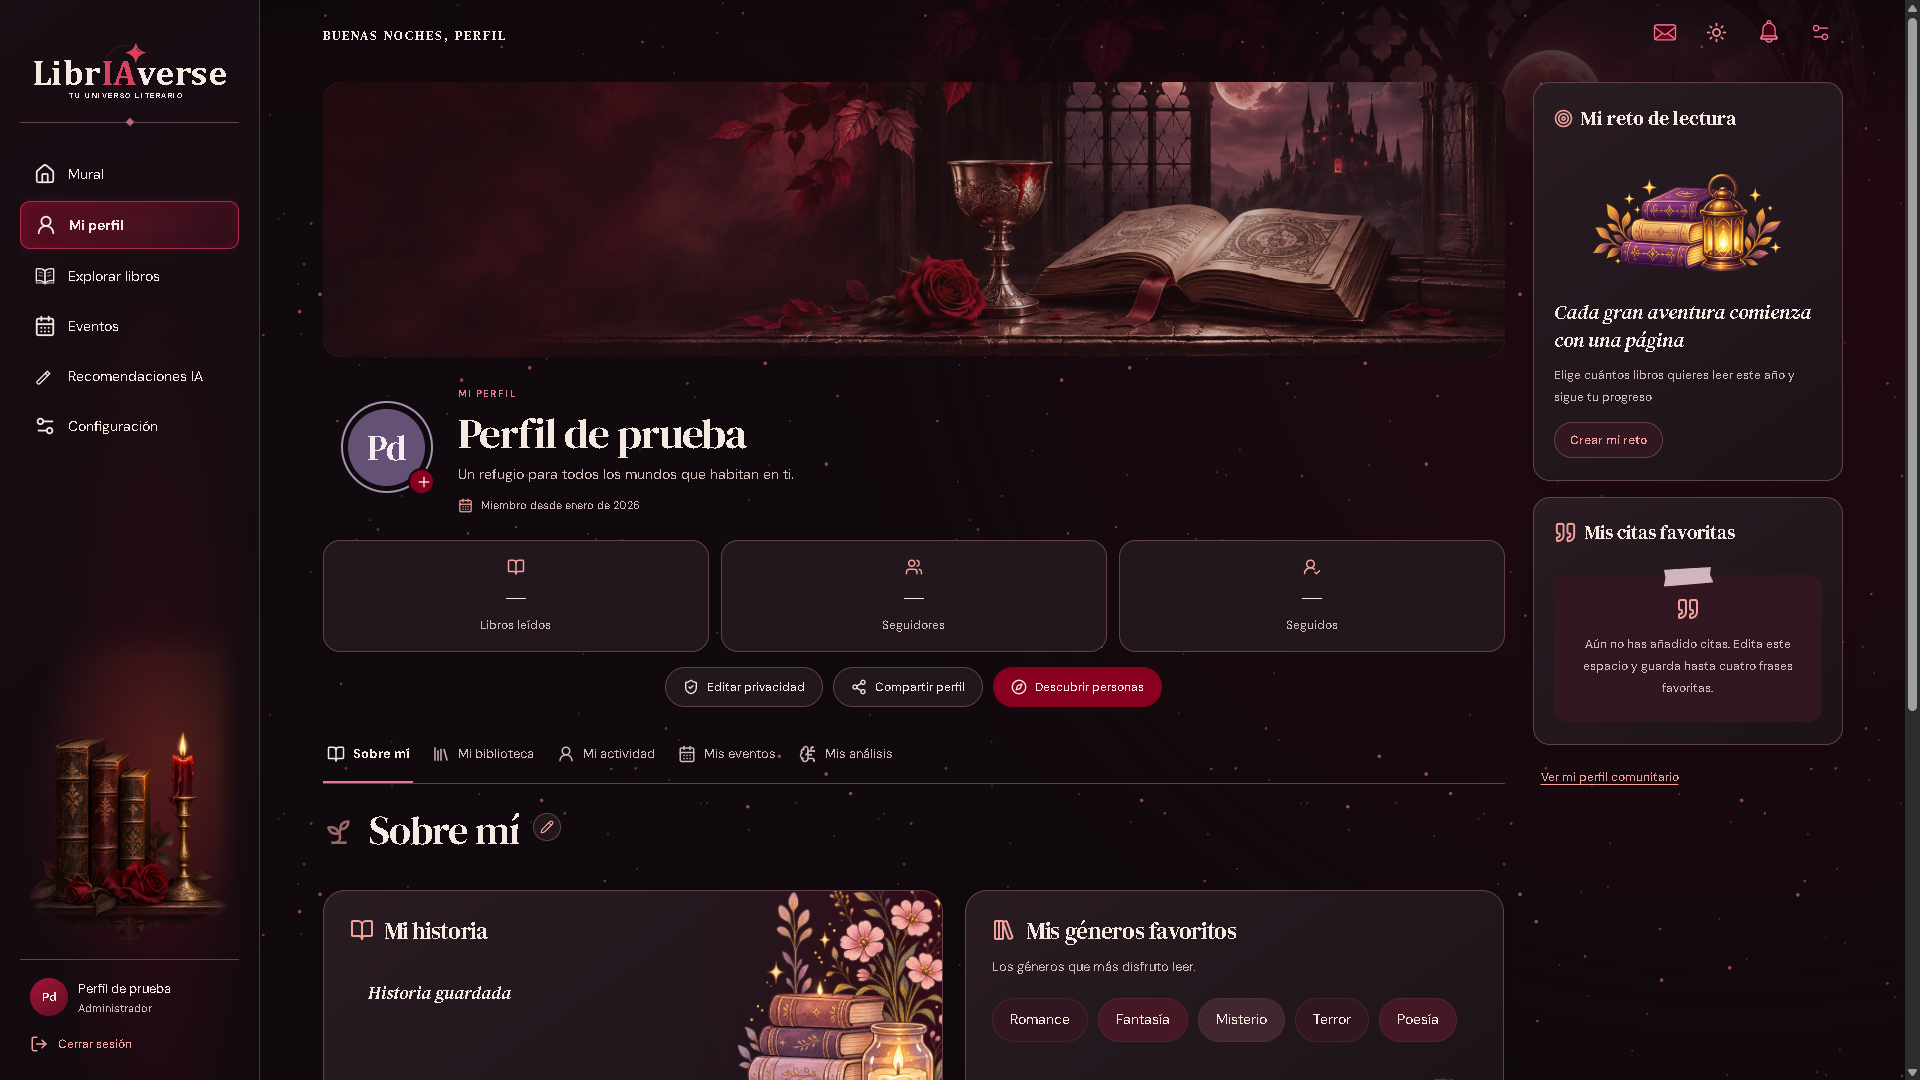 LibrIAverse
TU UNIVERSO LITERARIO
Mural
Mi perfil
Explorar libros
Eventos
Recomendaciones IA
Configuración
Pd
Perfil de prueba
Administrador
Cerrar sesión
BUENAS NOCHES, PERFIL
MI PERFIL
Pd
Perfil de prueba
Un refugio para todos los mundos que habitan en ti.
Miembro desde enero de 2026
—
Libros leídos
—
Seguidores
—
Seguidos
Editar privacidad
Compartir perfil
Descubrir personas
Sobre mí
Mi biblioteca
Mi actividad
Mis eventos
Mis análisis
Sobre mí
Mi historia
Historia guardada
Mis géneros favoritos
Los géneros que más disfruto leer.
Romance
Fantasía
Misterio
Terror
Poesía
Mi reto de lectura
Cada gran aventura comienza
con una página
Elige cuántos libros quieres leer este año y
sigue tu progreso
Crear mi reto
Mis citas favoritas
Aún no has añadido citas. Edita este
espacio y guarda hasta cuatro frases
favoritas.
Ver mi perfil comunitario